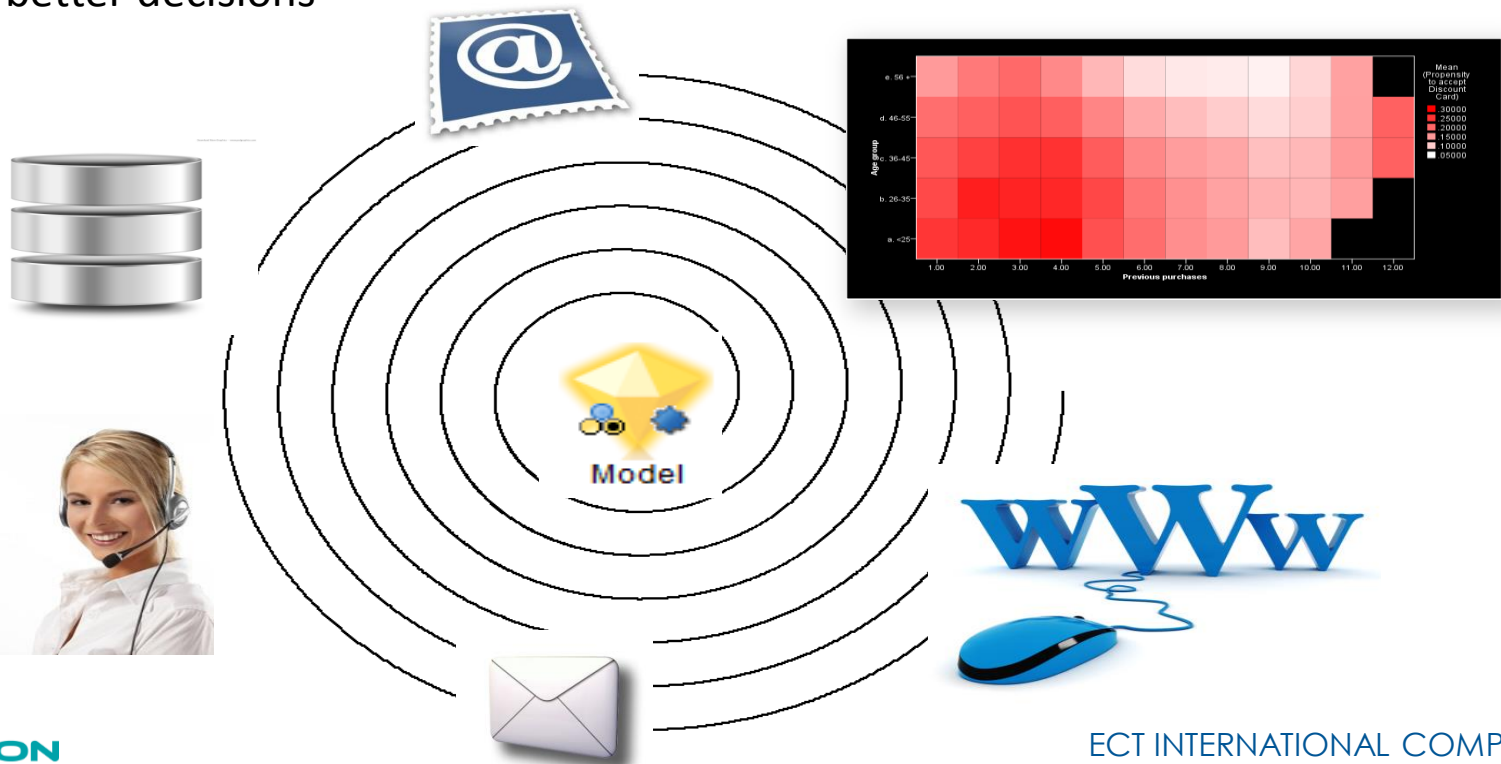 better decisions
@
Mean
(Propensity
to accept
Discount
Card)
.30000
.25000
.20000
.15000
.10000
.05000
Age group
e. 56 +
d. 46-55
c. 36-45
b. 26-35
a. <25
1.00 2.00 3.00 4.00 5.00 6.00 7.00 8.00 9.00 10.00 11.00 12.00
Previous purchases
Model
WWW
ON
ECT INTERNATIONAL COMP